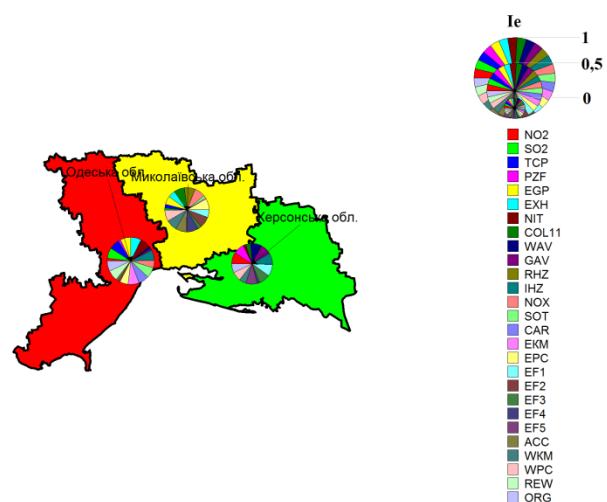 Ie
1
0,5
0
Одеська обл.
Миколаївська обл.
Херсонська обл.
NO2
SO2
TCP
PZF
EGP
EXH
NIT
COL11
WAV
GAV
RHZ
IHZ
NOX
SOT
CAR
EKM
EPC
EF1
EF2
EF3
EF4
EF5
ACC
WKM
WPC
REW
ORG